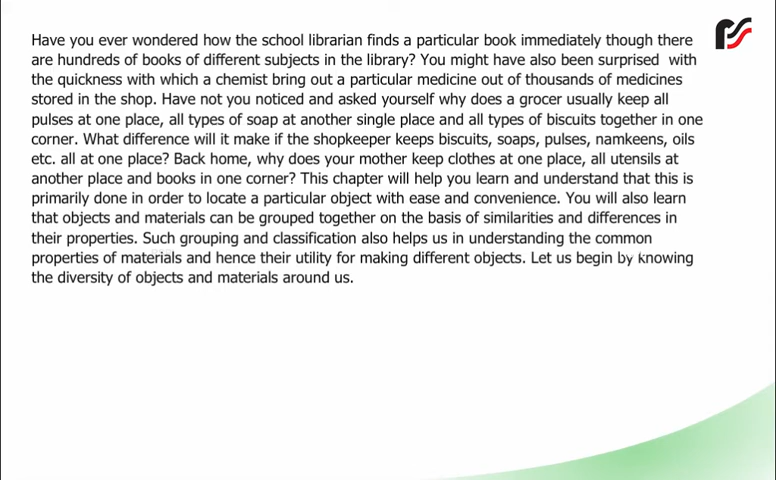 Have you ever wondered how the school librarian finds a particular book immediately though there
are hundreds of books of different subjects in the library? You might have also been surprised  with
the quickness with which a chemist bring out a particular medicine out of thousands of medicines
stored in the shop. Have not you noticed and asked yourself why does a grocer usually keep all
pulses at one place, all types of soap at another single place and all types of biscuits together in one
corner. What difference will it make if the shopkeeper keeps biscuits, soaps, pulses, namkeens, oils
etc. all at one place? Back home, why does your mother keep clothes at one place, all utensils at
another place and books in one corner? This chapter will help you learn and understand that this is
primarily done in order to locate a particular object with ease and convenience. You will also learn
that objects and materials can be grouped together on the basis of similarities and differences in
their properties. Such grouping and classification also helps us in understanding the common
properties of materials and hence their utility for making different objects. Let us begin by knowing
the diversity of objects and materials around us.